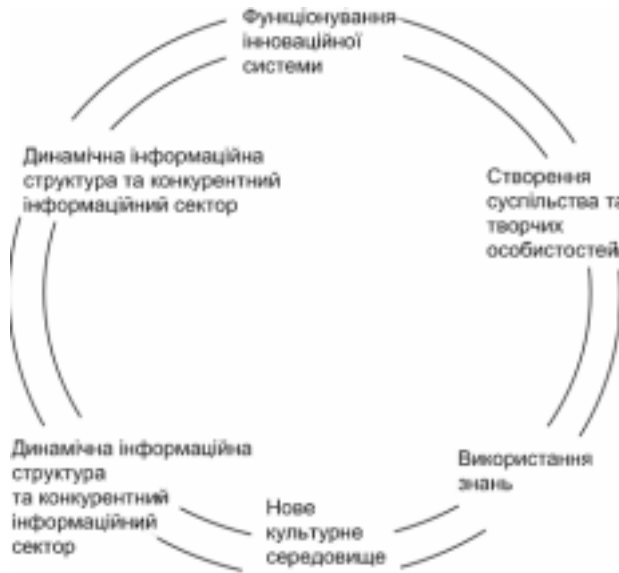 Функціонування
інноваційної
системи
Динамічна інформаційна
структура та конкурентний
інформаційний сектор
Створення
суспільства та
творчих
особистостей
Динамічна інформаційна
структура
та конкурентний
інформаційний
сектор
Використання
знань
Нове
культурне
середовище